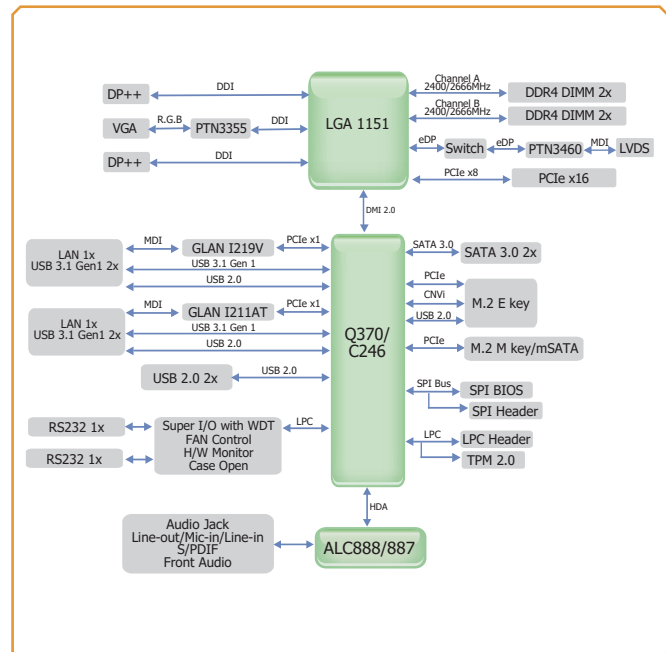 DP++
DDI
VGA
R.G.B
PTN3355
DDI
DP++
DDI
LGA 1151
Channel A
2400/2666MHz
DDR4 DIMM 2x
Channel B
2400/2666MHz
DDR4 DIMM 2x
eDP
Switch
eDP
PTN3460
MDI
LVDS
PCIe x8
PCIe x16
DMI 2.0
LAN 1x
USB 3.1 Gen1 2x
MDI
GLAN I219V
PCIe x1
USB 3.1 Gen 1
USB 2.0
LAN 1x
USB 3.1 Gen1 2x
MDI
GLAN I211AT
PCIe x1
USB 3.1 Gen 1
USB 2.0
USB 2.0 2x
USB 2.0
RS232 1x
RS232 1x
Super I/O with WDT
FAN Control
H/W Monitor
Case Open
LPC
Q370/
C246
SATA 3.0
SATA 3.0 2x
PCIe
CNVi
USB 2.0
M.2 E key
PCIe
M.2 M key/mSATA
SPI Bus
SPI BIOS
SPI Header
LPC
LPC Header
TPM 2.0
HDA
Audio Jack
Line-out/Mic-in/Line-in
S/PDIF
Front Audio
ALC888/887